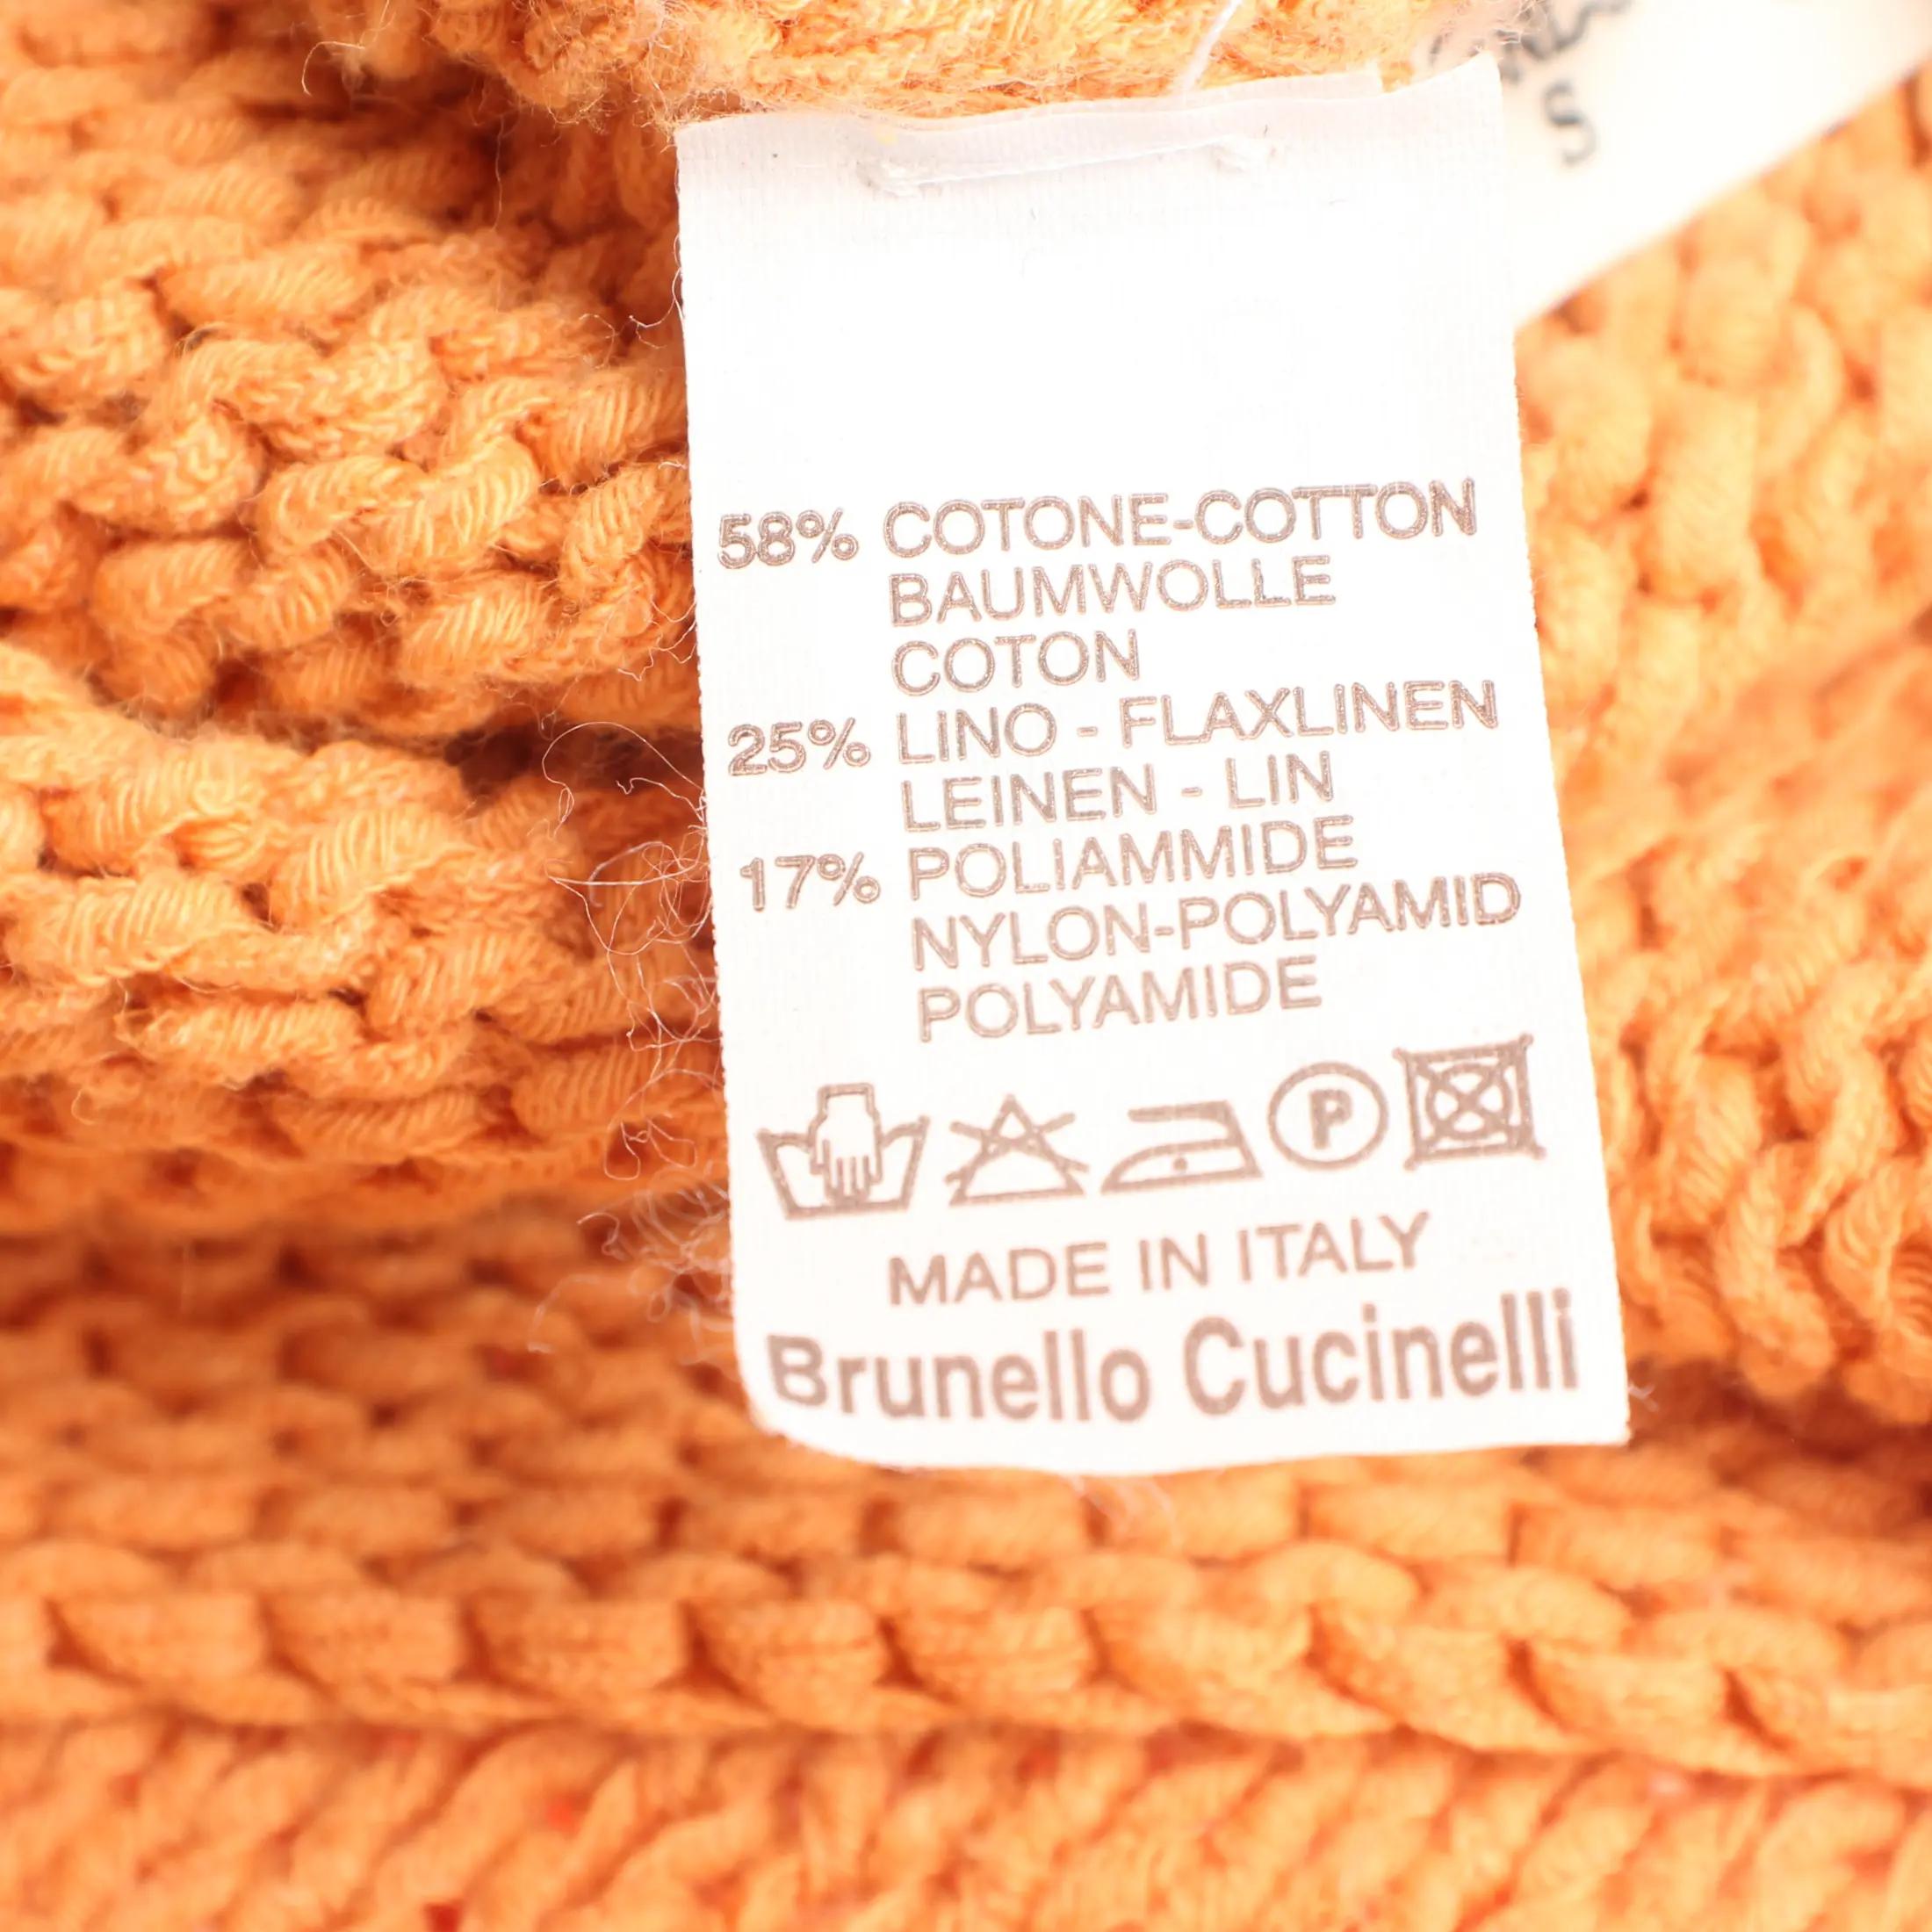 S
58% COTONE-COTTON
BAUMWOLLE
COTON
25% LINO - FLAXLINEN
LEINEN - LIN
17% POLIAMMIDE
NYLON-POLYAMID
POLYAMIDE
P
MADE IN ITALY
Brunello Cucinelli